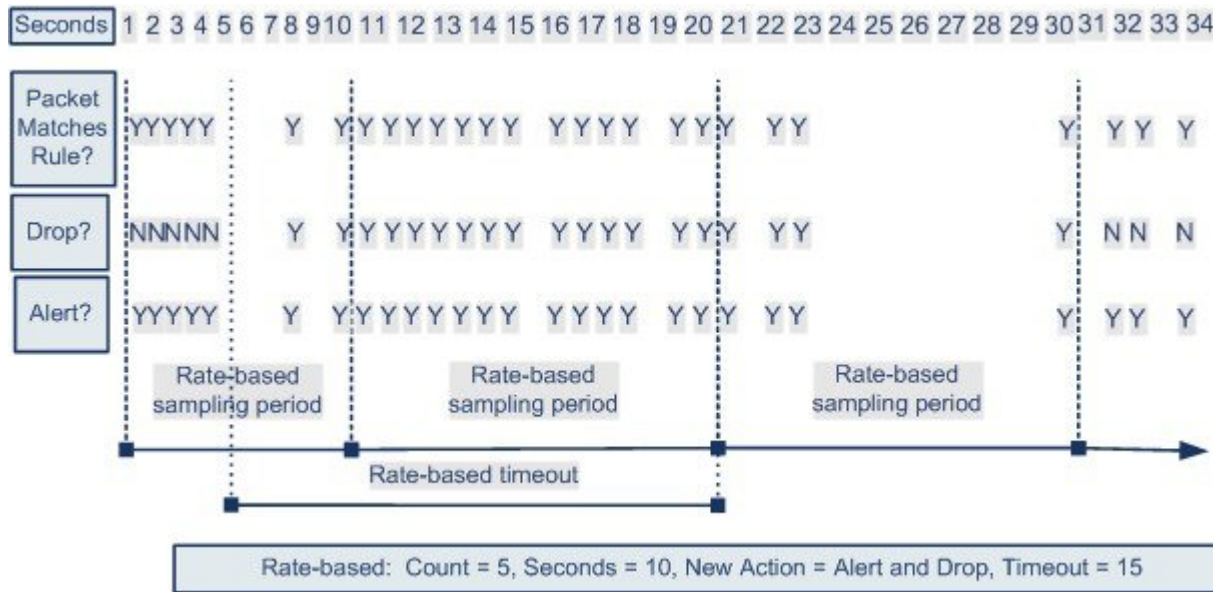 Seconds 1 2 3 4 5 6 7 8 9 10 11 12 13 14 15 16 17 18 19 20 21 22 23 24 25 26 27 28 29 30 31 32 33 34
Packet
Matches
Rule?
YYYYY Y Y Y Y Y Y Y Y Y Y Y Y Y Y Y Y Y Y Y Y Y Y
Drop?
NNNNN Y Y Y Y Y Y Y Y Y Y Y Y Y Y Y Y Y Y Y N N N
Alert?
YYYYY Y Y Y Y Y Y Y Y Y Y Y Y Y Y Y Y Y Y Y Y Y Y
Rate-based
sampling period
Rate-based
sampling period
Rate-based
sampling period
Rate-based timeout
Rate-based: Count = 5, Seconds = 10, New Action = Alert and Drop, Timeout = 15